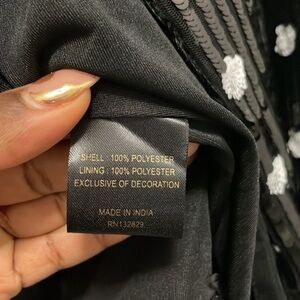 SHELL : 100% POLYESTER
LINING : 100% POLYESTER
EXCLUSIVE OF DECORATION
MADE IN INDIA
RN132829